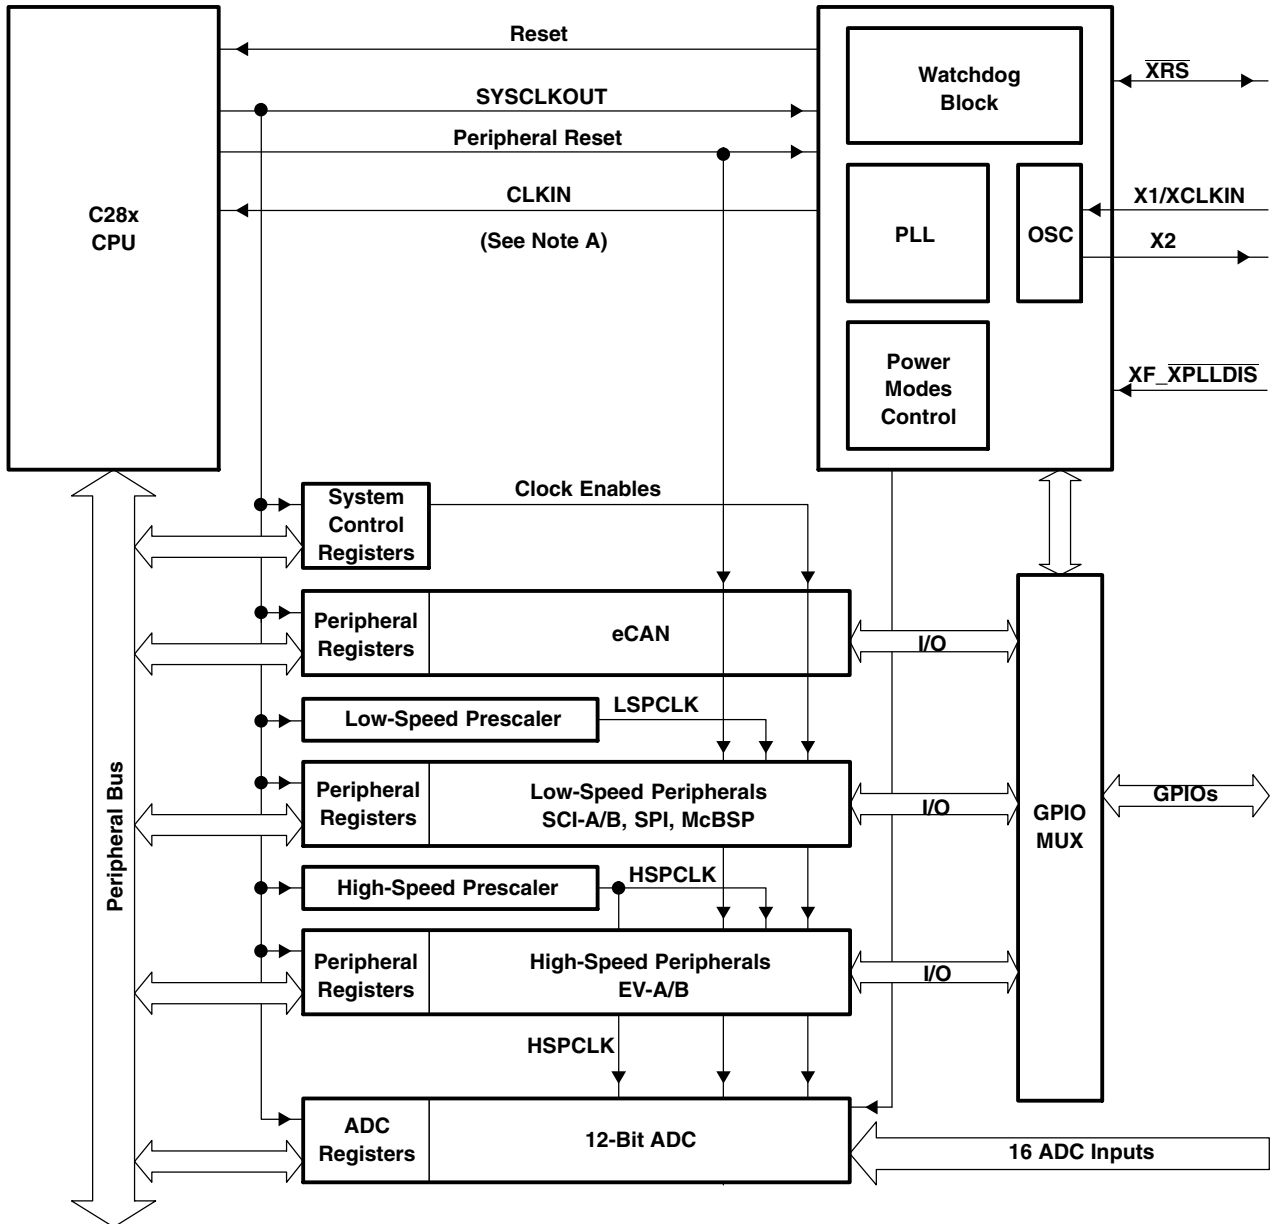 Reset
SYSCLKOUT
Peripheral Reset
CLKIN
(See Note A)
C28x
CPU
Watchdog
Block
PLL
OSC
Power
Modes
Control
XRS
X1/XCLKIN
X2
XF_XPLLDIS
System
Control
Registers
Clock Enables
Peripheral
Registers
eCAN
I/O
Low-Speed Prescaler
LSPCLK
Peripheral
Registers
Low-Speed Peripherals
SCI-A/B, SPI, McBSP
I/O
High-Speed Prescaler
HSPCLK
Peripheral
Registers
High-Speed Peripherals
EV-A/B
I/O
HSPCLK
ADC
Registers
12-Bit ADC
16 ADC Inputs
GPIO
MUX
GPIOs
Peripheral Bus